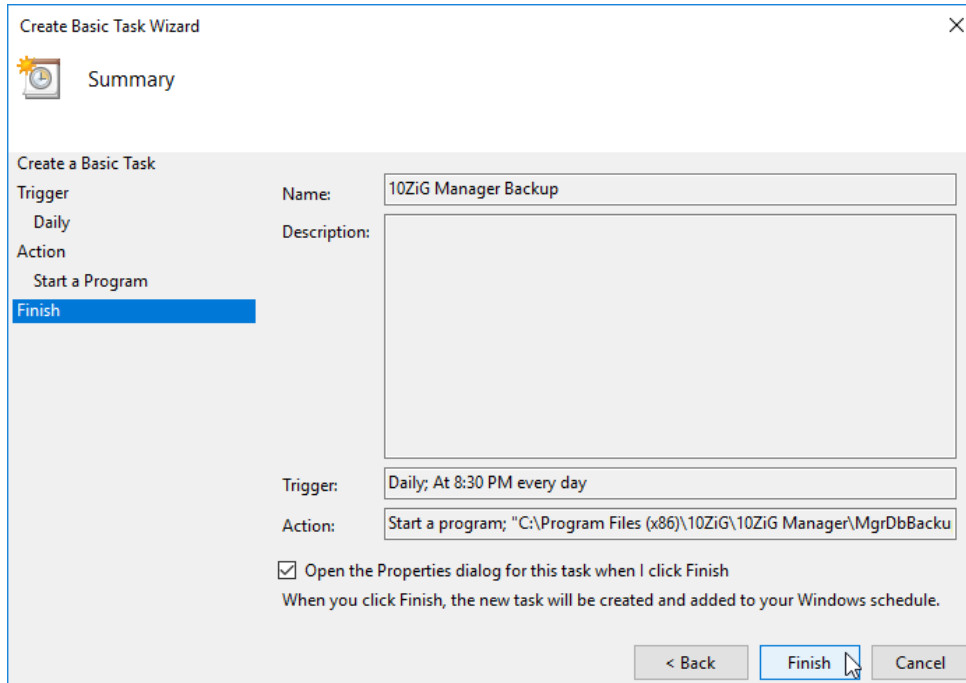 Create Basic Task Wizard
Summary
Create a Basic Task
Trigger
Daily
Action
Start a Program
Finish
Name: 10ZiG Manager Backup
Description:
Trigger: Daily; At 8:30 PM every day
Action: Start a program; "C:\Program Files (x86)\10ZiG\10ZiG Manager\MgrDbBacku
Open the Properties dialog for this task when I click Finish
When you click Finish, the new task will be created and added to your Windows schedule.
< Back Finish Cancel